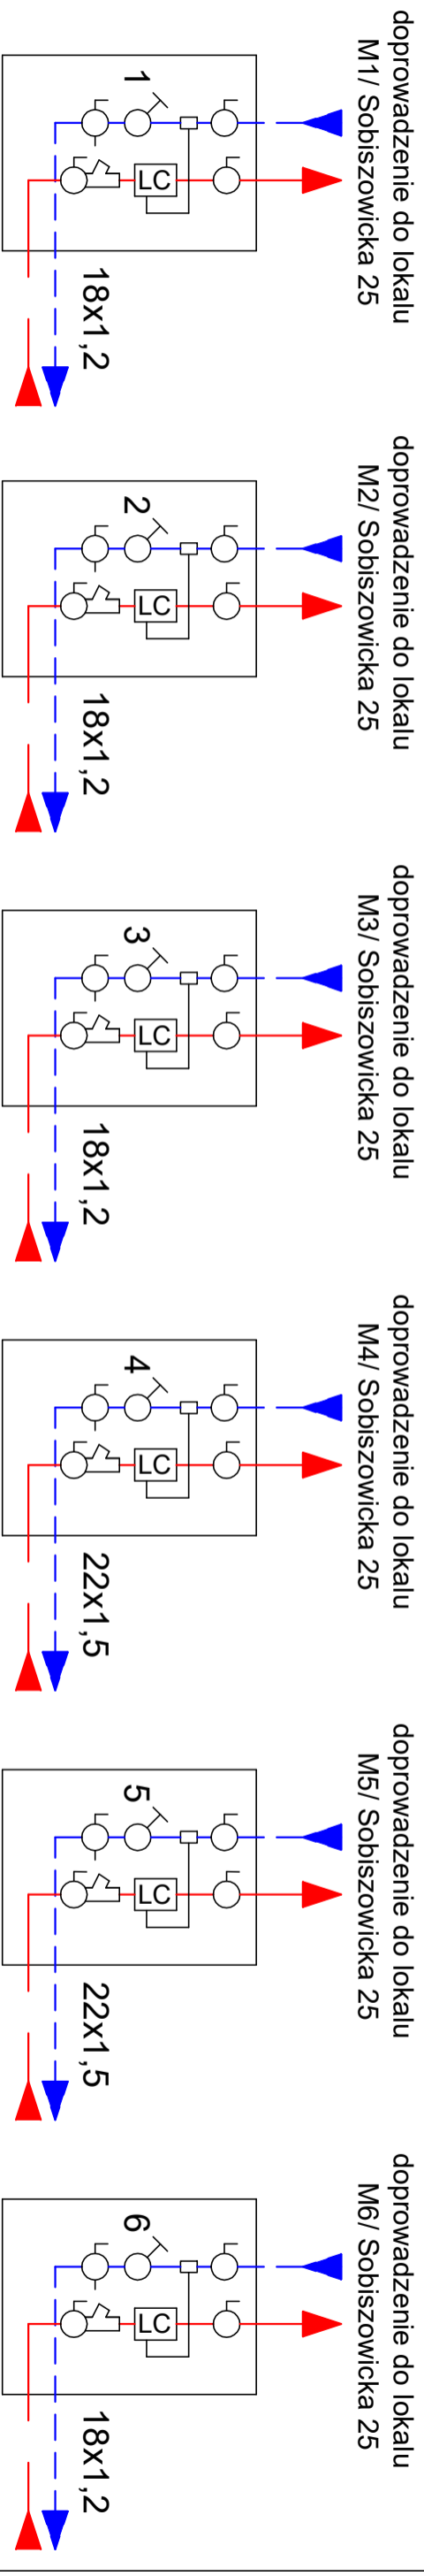 doprowadzenie do lokalu
M1/ Sobiszowicka 25
1
LC
18x1,2
doprowadzenie do lokalu
M2/ Sobiszowicka 25
2
LC
18x1,2
doprowadzenie do lokalu
M3/ Sobiszowicka 25
3
LC
18x1,2
doprowadzenie do lokalu
M4/ Sobiszowicka 25
4
LC
22x1,5
doprowadzenie do lokalu
M5/ Sobiszowicka 25
5
LC
22x1,5
doprowadzenie do lokalu
M6/ Sobiszowicka 25
6
LC
18x1,2